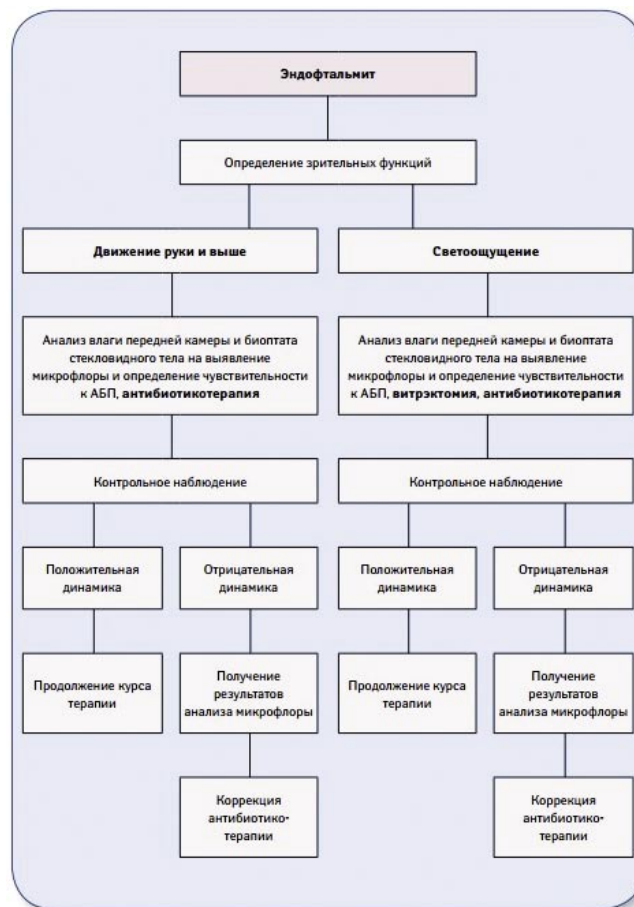 Эндофтальмит
Определение зрительных функций
Движение руки и выше
Светоощущение
Анализ влаги передней камеры и биоптата
стекловидного тела на выявление
микрофлоры и определение чувствительности
к АБП, антибиотикотерапия
Анализ влаги передней камеры и биоптата
стекловидного тела на выявление
микрофлоры и определение чувствительности
к АБП, витрэктомия, антибиотикотерапия
Контрольное наблюдение
Контрольное наблюдение
Положительная
динамика
Отрицательная
динамика
Положительная
динамика
Отрицательная
динамика
Продолжение курса
терапии
Получение
результатов
анализа микрофлоры
Продолжение курса
терапии
Получение
результатов
анализа микрофлоры
Коррекция
антибиотико-
терапии
Коррекция
антибиотико-
терапии